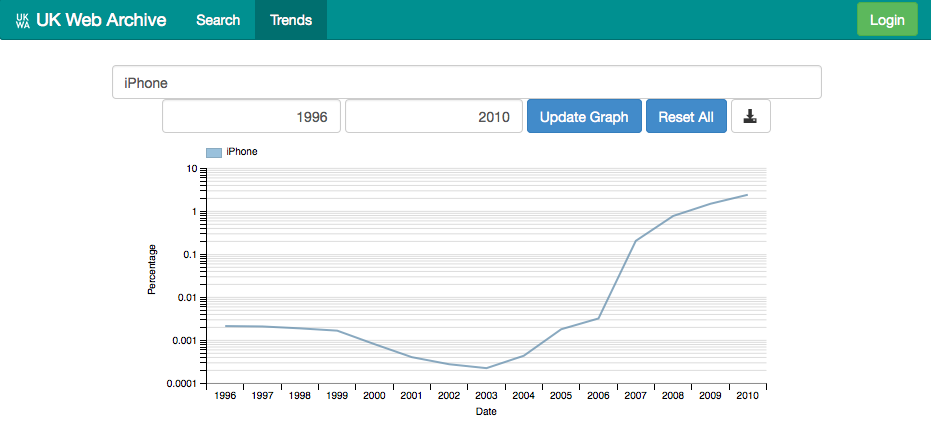 UK WA UK Web Archive Search Trends Login
iPhone
1996 2010 Update Graph Reset All
iPhone
10
1
0.1
0.01
0.001
0.0001
Percentage
1996 1997 1998 1999 2000 2001 2002 2003 2004 2005 2006 2007 2008 2009 2010
Date